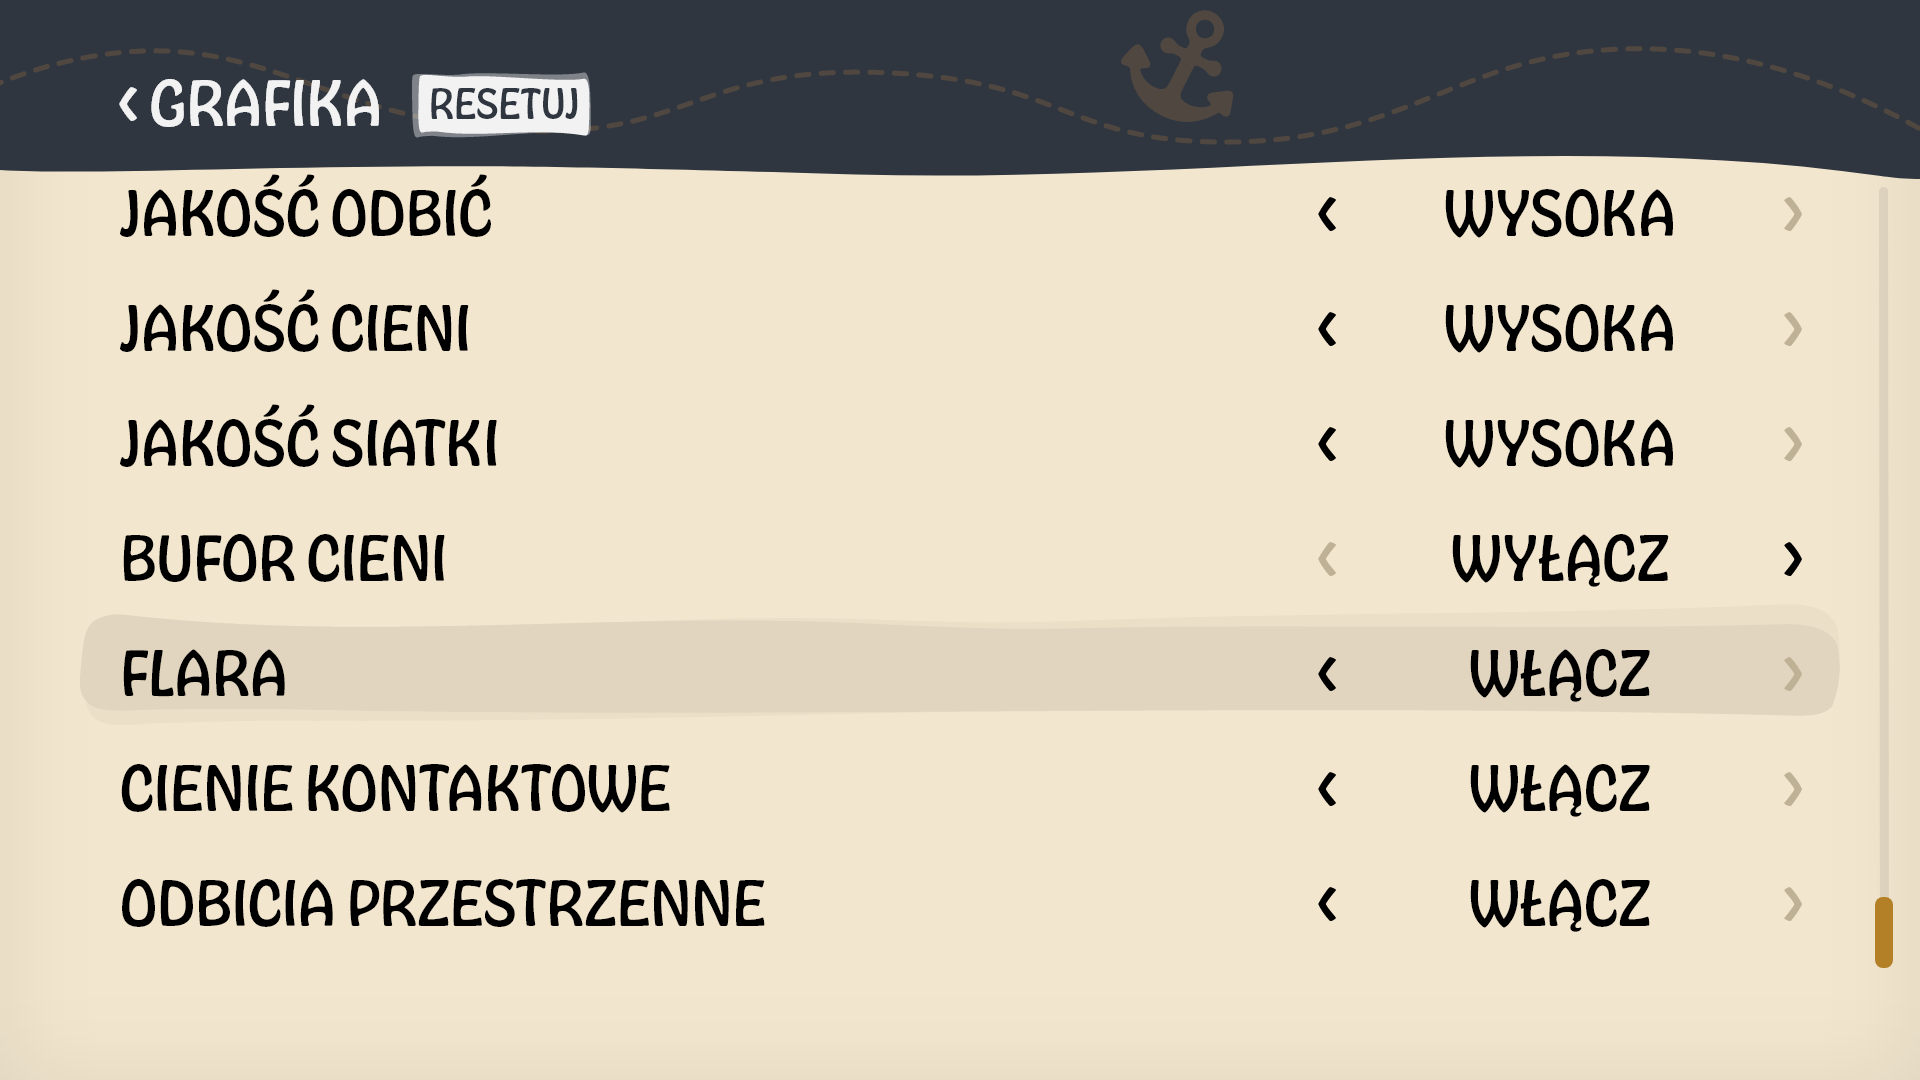 GRAFIKA RESETUJ
JAKOŚĆ ODBIĆ WYSOKA
JAKOŚĆ CIENI WYSOKA
JAKOŚĆ SIATKI WYSOKA
BUFOR CIENI WYŁĄCZ
FLARA WŁĄCZ
CIENIE KONTAKTOWE WŁĄCZ
ODBICIA PRZESTRZENNE WŁĄCZ